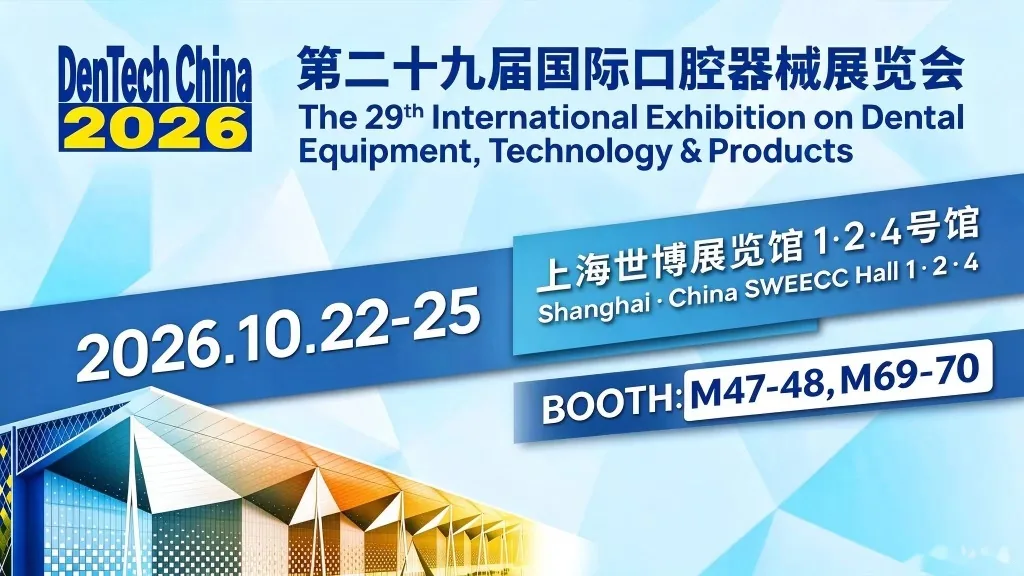 DenTech China
2026
第二十九届国际口腔器械展览会
The 29th International Exhibition on Dental
Equipment, Technology & Products
2026.10.22-25
上海世博展览馆 1·2·4号馆
Shanghai · China SWEECC Hall 1 · 2 · 4
BOOTH: M47-48, M69-70